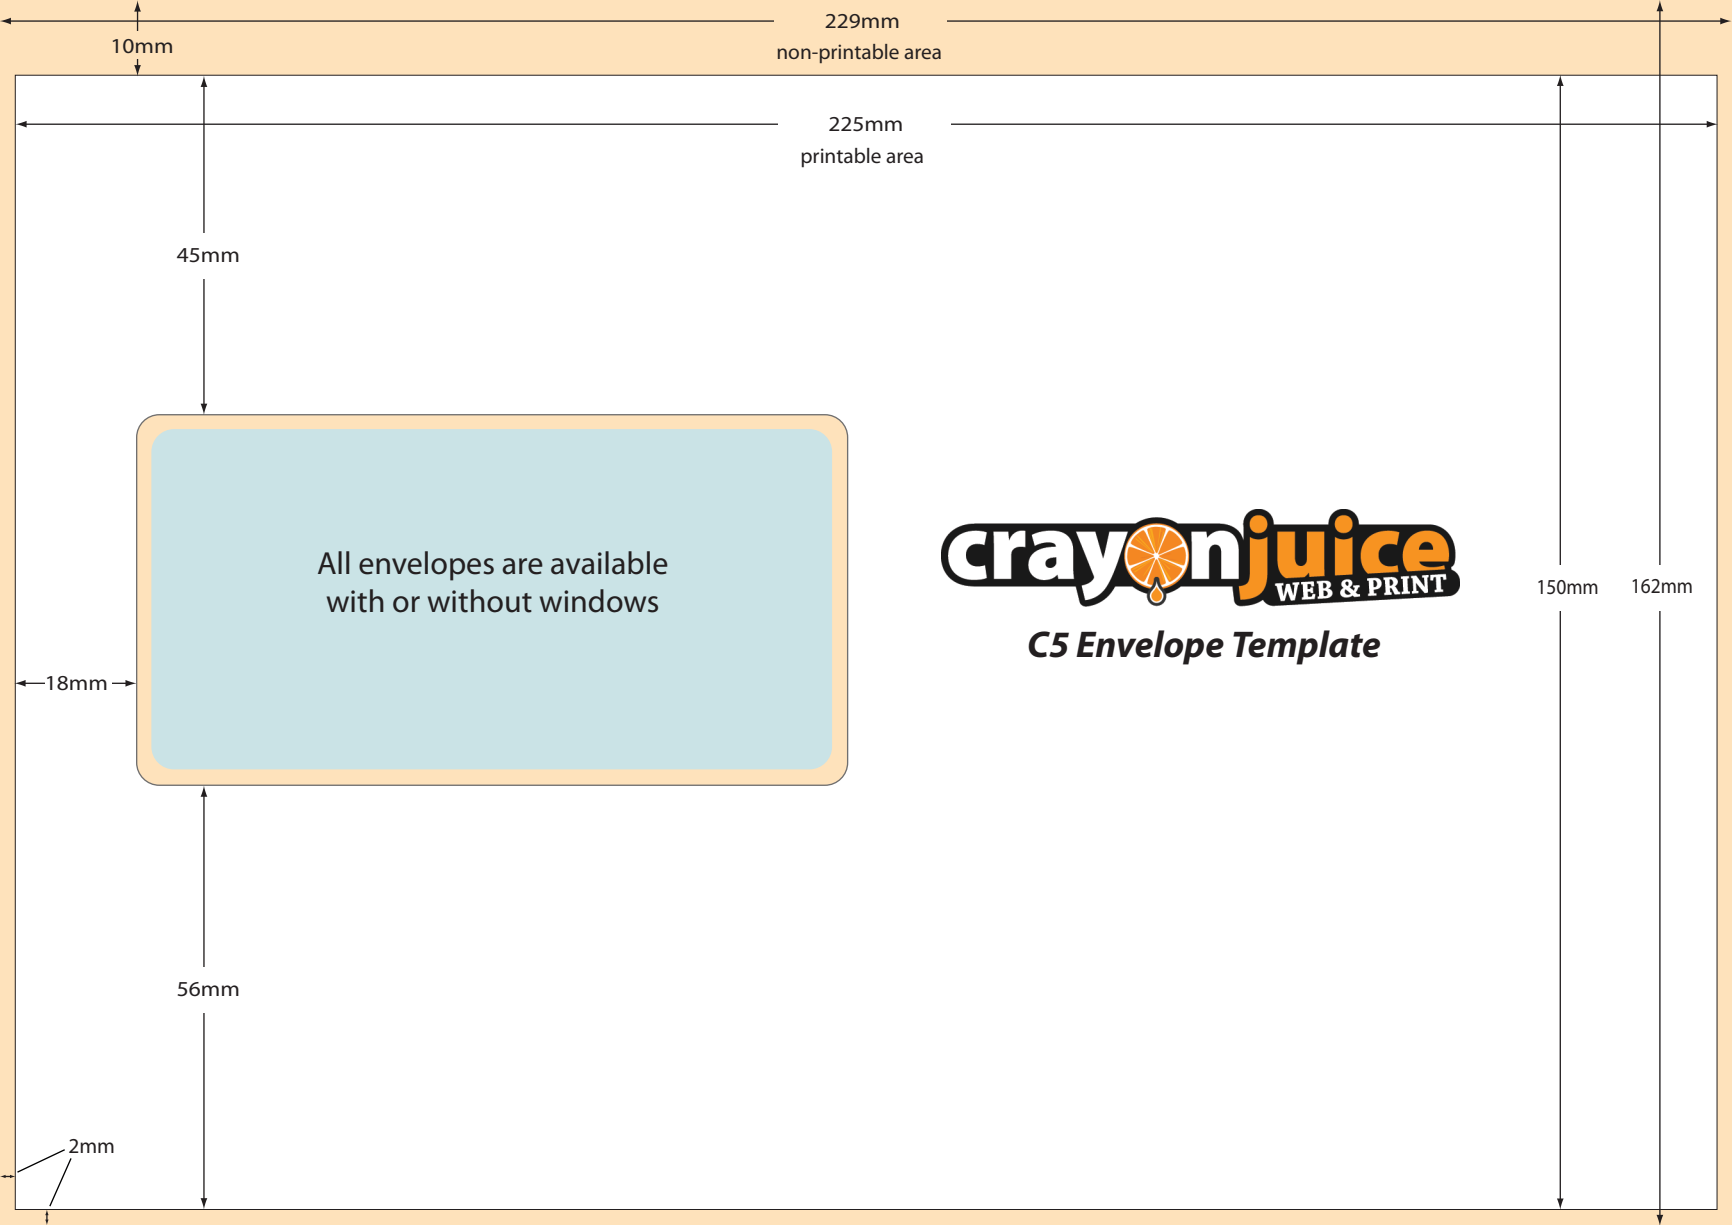 229mm
10mm
non-printable area
225mm
printable area
45mm
All envelopes are available
with or without windows
crayonjuice
WEB & PRINT
150mm
162mm
C5 Envelope Template
18mm
56mm
2mm